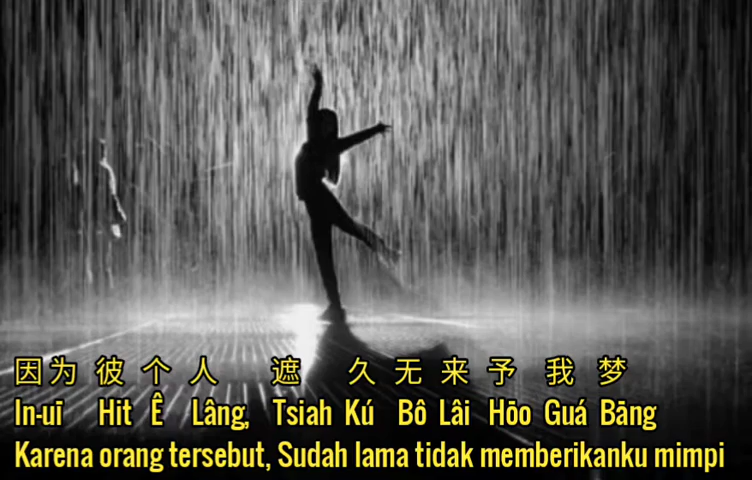 因为 彼 个 人 遮 久 无 来 予 我 梦
In-uī Hit Ê Lâng, Tsiah Kú Bô Lâi Hōo Guá Bāng
Karena orang tersebut, Sudah lama tidak memberikanku mimpi